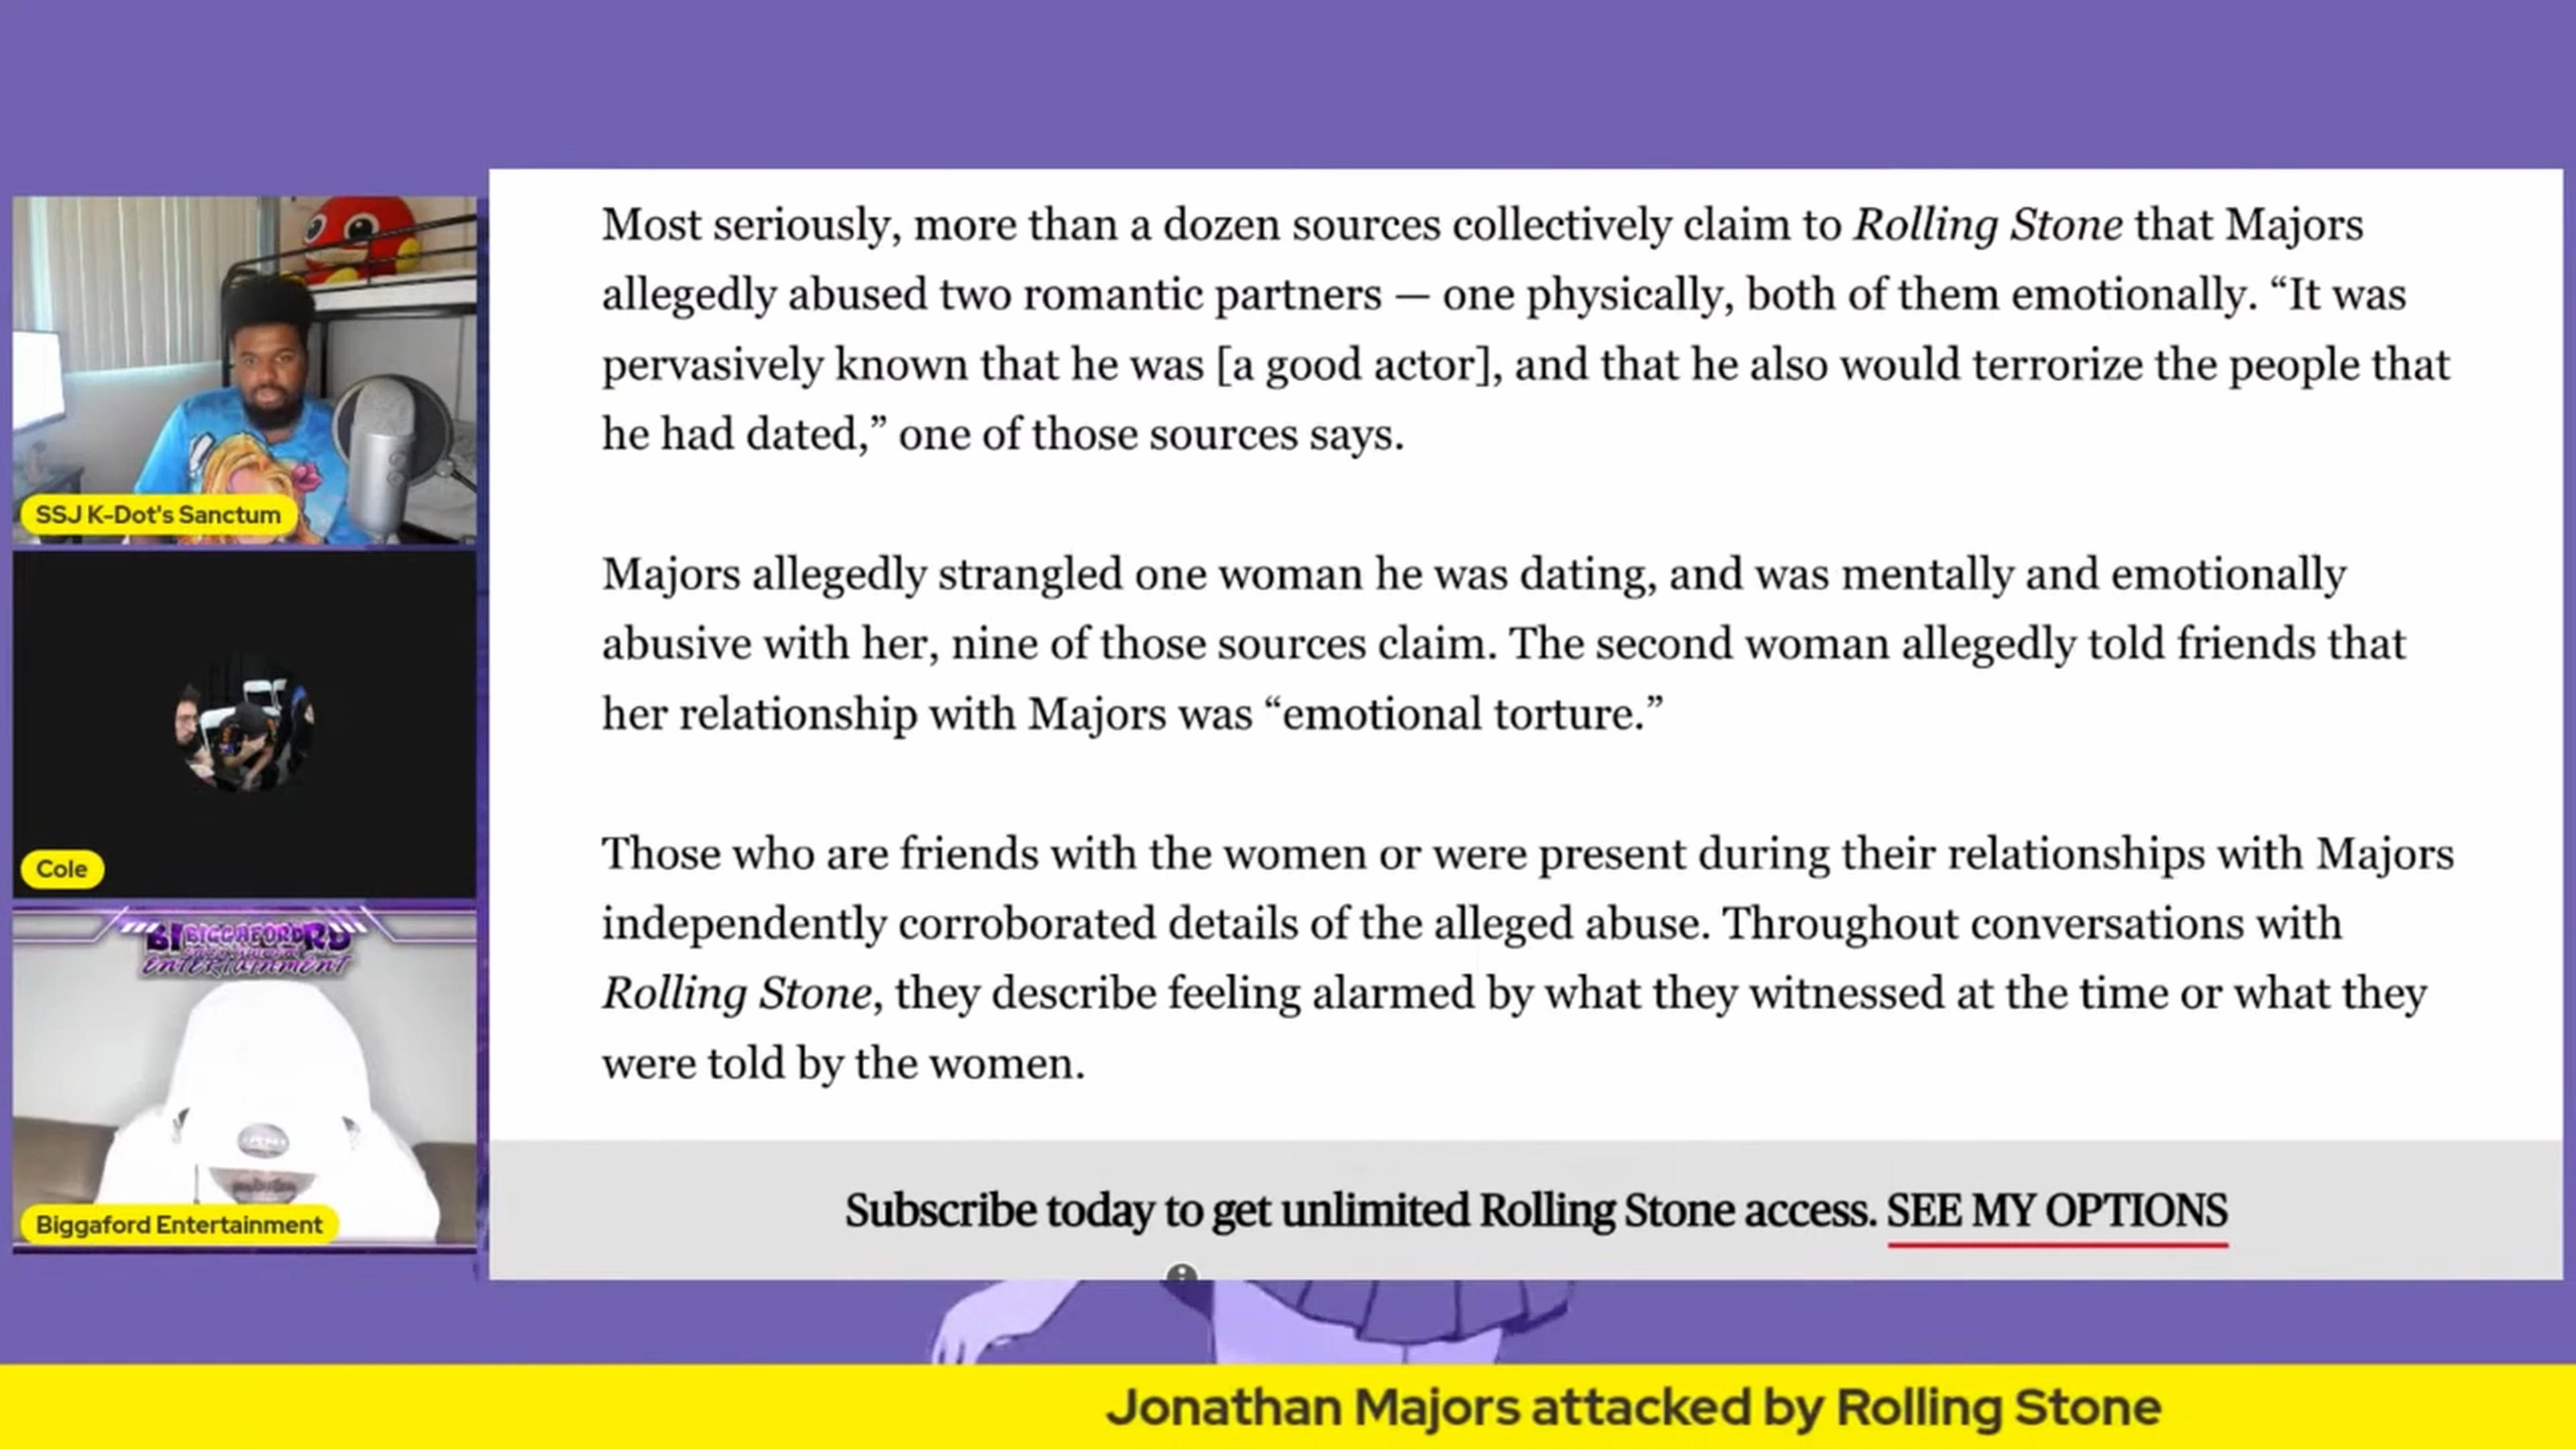 Most seriously, more than a dozen sources collectively claim to Rolling Stone that Majors
allegedly abused two romantic partners — one physically, both of them emotionally. “It was
pervasively known that he was [a good actor], and that he also would terrorize the people that
he had dated,” one of those sources says.
Majors allegedly strangled one woman he was dating, and was mentally and emotionally
abusive with her, nine of those sources claim. The second woman allegedly told friends that
her relationship with Majors was “emotional torture.”
Those who are friends with the women or were present during their relationships with Majors
independently corroborated details of the alleged abuse. Throughout conversations with
Rolling Stone, they describe feeling alarmed by what they witnessed at the time or what they
were told by the women.
Subscribe today to get unlimited Rolling Stone access. SEE MY OPTIONS
SSJ K-Dot's Sanctum
Cole
BIGGAFORD
ENTERTAINMENT
Biggaford Entertainment
Jonathan Majors attacked by Rolling Stone